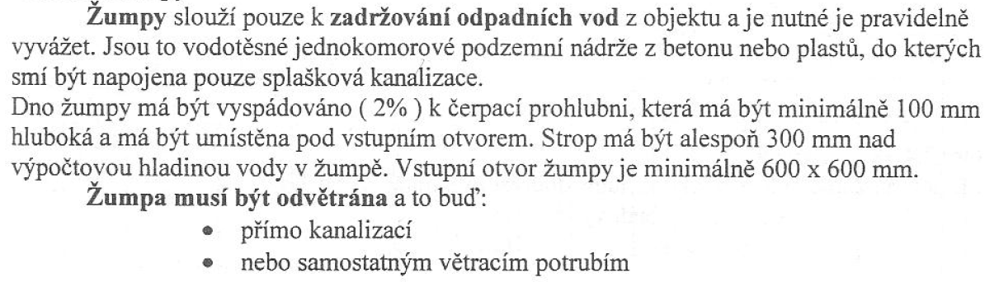 Žumpy slouží pouze k zadržování odpadních vod z objektu a je nutné je pravidelně
vyvážet. Jsou to vodotěsné jednokomorové podzemní nádrže z betonu nebo plastů, do kterých
smí být napojena pouze splašková kanalizace.
Dno žumpy má být vyspádováno ( 2% ) k čerpací prohlubni, která má být minimálně 100 mm
hluboká a má být umístěna pod vstupním otvorem. Strop má být alespoň 300 mm nad
výpočtovou hladinou vody v žumpě. Vstupní otvor žumpy je minimálně 600 x 600 mm.
Žumpa musí být odvětrána a to buď:
• přímo kanalizací
• nebo samostatným větracím potrubím